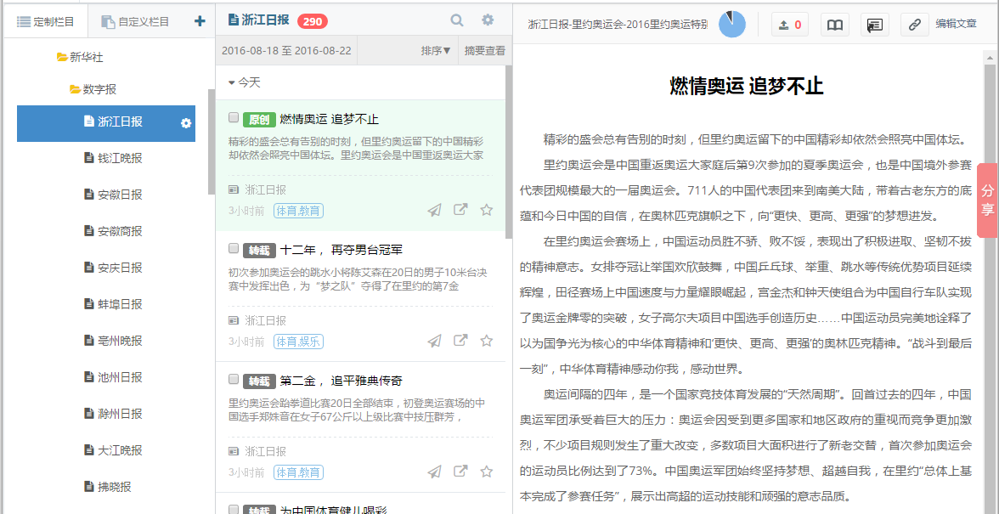 定制栏目
自定义栏目
新华社
数字报
浙江日报
钱江晚报
安徽日报
安徽商报
安庆日报
蚌埠日报
亳州晚报
池州日报
滁州日报
大江晚报
拂晓报
浙江日报 290
2016-08-18 至 2016-08-22
排序▼
摘要查看
今天
原创 燃情奥运 追梦不止
精彩的盛会总有告别的时刻，但里约奥运留下的中国精彩
却依然会照亮中国体坛。里约奥运会是中国重返奥运大家
浙江日报
3小时前 体育,教育
转载 十二年， 再夺男台冠军
初次参加奥运会的跳水小将陈艾森在20日的男子10米台决
赛中发挥出色，为“梦之队”夺得了在里约的第7金
浙江日报
3小时前 体育,娱乐
转载 第二金， 追平雅典传奇
里约奥运会跆拳道比赛20日全部结束，初登奥运赛场的中
国选手郑姝音在女子67公斤以上级比赛中技压群芳，
浙江日报
3小时前 体育,教育
转载 为中国体育健儿喝彩
浙江日报-里约奥运会-2016里约奥运特别
0
编辑文章
燃情奥运 追梦不止
精彩的盛会总有告别的时刻，但里约奥运留下的中国精彩却依然会照亮中国体坛。
里约奥运会是中国重返奥运大家庭后第9次参加的夏季奥运会，也是中国境外参赛
代表团规模最大的一届奥运会。711人的中国代表团来到南美大陆，带着古老东方的底
蕴和今日中国的自信，在奥林匹克旗帜之下，向“更快、更高、更强”的梦想进发。
在里约奥运会赛场上，中国运动员胜不骄、败不馁，表现出了积极进取、坚韧不拔
的精神意志。女排夺冠让举国欢欣鼓舞，中国乒乓球、举重、跳水等传统优势项目延续
辉煌，田径赛场上中国速度与力量耀眼崛起，宫金杰和钟天使组合为中国自行车队实现
了奥运金牌零的突破，女子高尔夫项目中国选手创造历史……中国运动员完美地诠释了
以为国争光为核心的中华体育精神和‘更快、更高、更强’的奥林匹克精神。“战斗到最后
一刻”，中华体育精神感动你我，感动世界。
奥运间隔的四年，是一个国家竞技体育发展的“天然周期”。回首过去的四年，中国
奥运军团承受着巨大的压力：奥运会因受到更多国家和地区政府的重视而竞争更加激
烈，不少项目规则发生了重大改变，多数项目大面积进行了新老交替，首次参加奥运会
的运动员比例达到了73%。中国奥运军团始终坚持梦想、超越自我，在里约“总体上基
本完成了参赛任务”，展示出高超的运动技能和顽强的意志品质。
分享